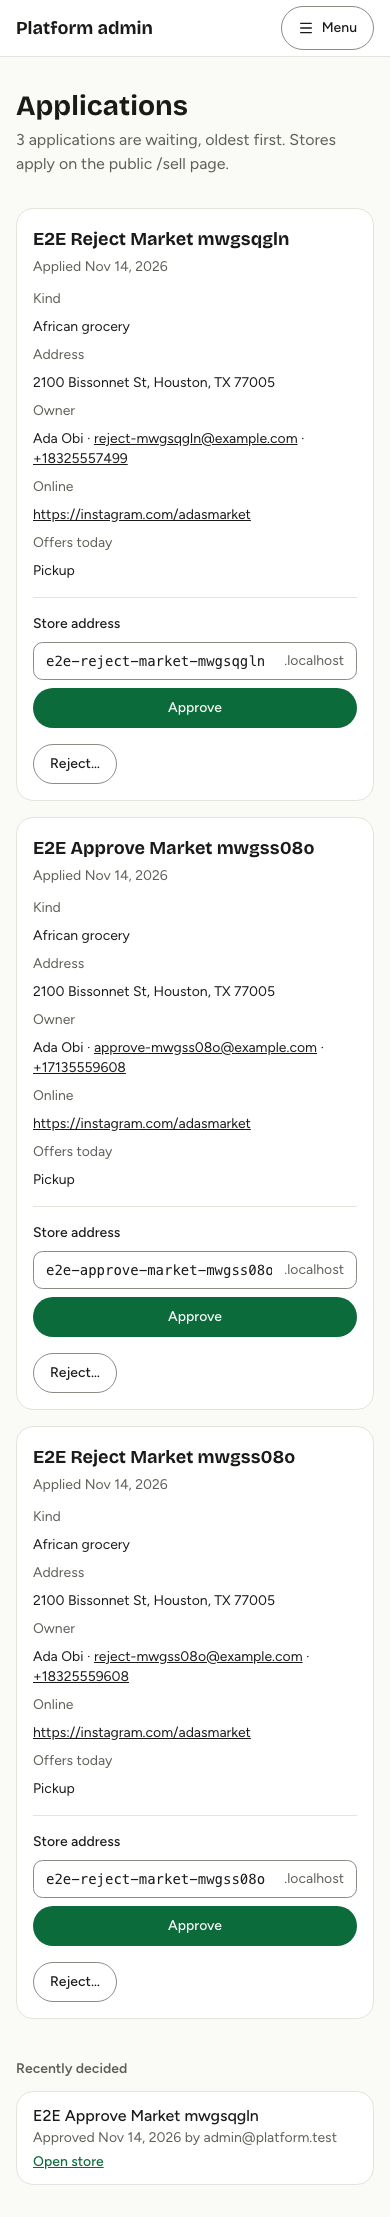 Platform admin
Menu
Applications
3 applications are waiting, oldest first. Stores
apply on the public /sell page.
E2E Reject Market mwgsqgln
Applied Nov 14, 2026
Kind
African grocery
Address
2100 Bissonnet St, Houston, TX 77005
Owner
Ada Obi · reject-mwgsqgln@example.com ·
+18325557499
Online
https://instagram.com/adasmarket
Offers today
Pickup
Store address
e2e-reject-market-mwgsqgln .localhost
Approve
Reject...
E2E Approve Market mwgss08o
Applied Nov 14, 2026
Kind
African grocery
Address
2100 Bissonnet St, Houston, TX 77005
Owner
Ada Obi · approve-mwgss08o@example.com ·
+17135559608
Online
https://instagram.com/adasmarket
Offers today
Pickup
Store address
e2e-approve-market-mwgss08o .localhost
Approve
Reject...
E2E Reject Market mwgss08o
Applied Nov 14, 2026
Kind
African grocery
Address
2100 Bissonnet St, Houston, TX 77005
Owner
Ada Obi · reject-mwgss08o@example.com ·
+18325559608
Online
https://instagram.com/adasmarket
Offers today
Pickup
Store address
e2e-reject-market-mwgss08o .localhost
Approve
Reject...
Recently decided
E2E Approve Market mwgsqgln
Approved Nov 14, 2026 by admin@platform.test
Open store